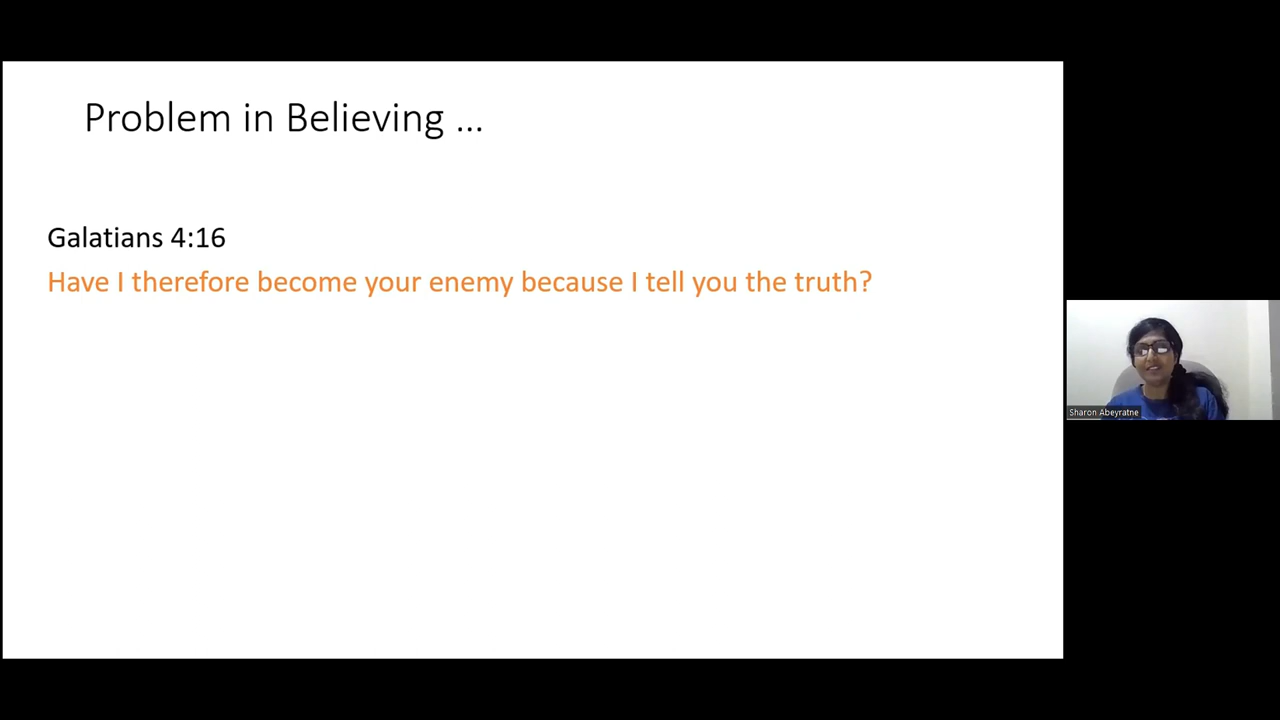 Problem in Believing ...
Galatians 4:16
Have I therefore become your enemy because I tell you the truth?
Sharon Abeyratne